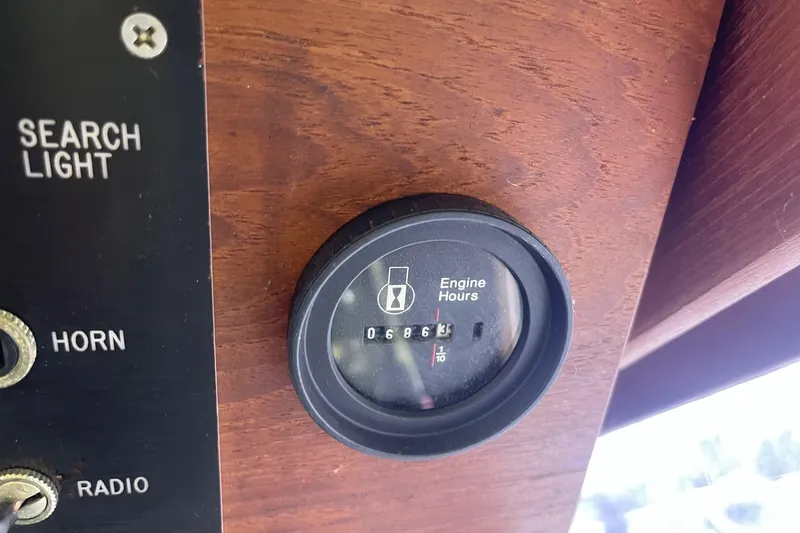 SEARCH
LIGHT
HORN
RADIO
Engine
Hours
0 6 8 6 3
1/10